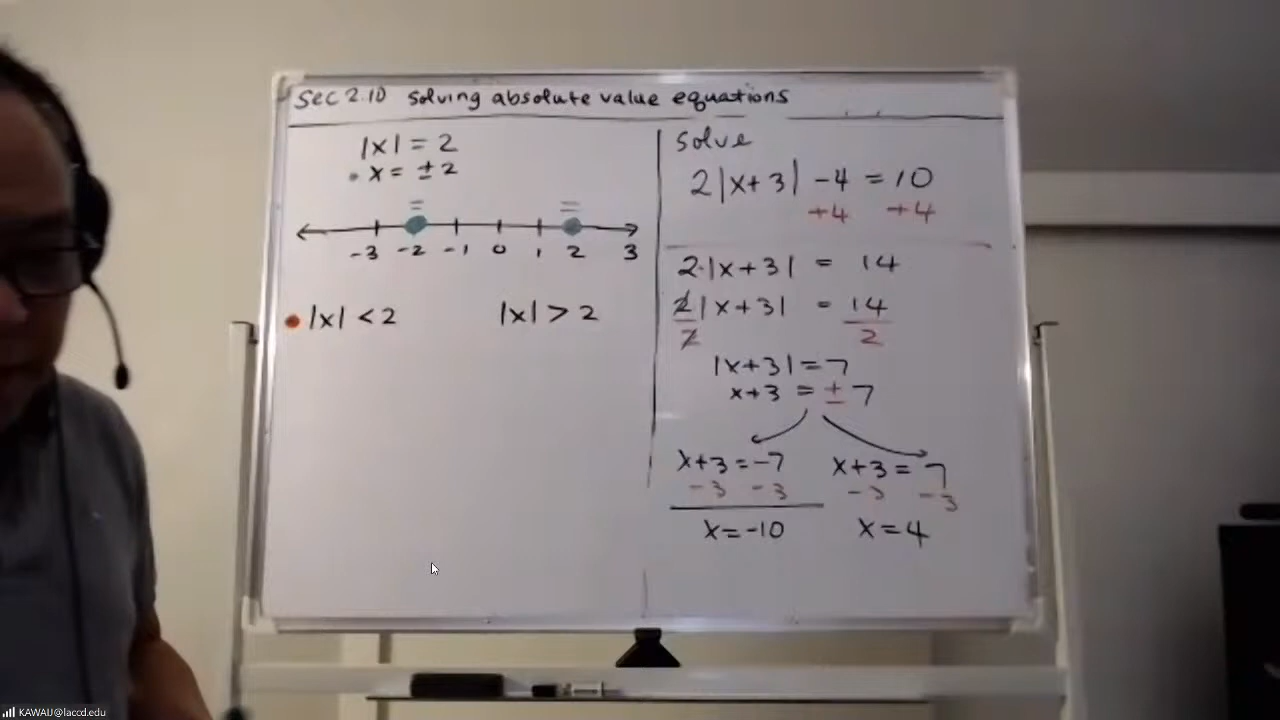 Sec 2.10 Solving absolute value equations
|x| = 2
• x = ± 2
= =
-3 -2 -1 0 1 2 3
• |x| < 2 |x| > 2
Solve
2|x+3| -4 = 10
+4 +4
2·|x+3| = 14
2|x+3| = 14
2 2
|x+3| = 7
x+3 = ± 7
x+3 = -7 x+3 = 7
-3 -3 -3 -3
x = -10 x = 4
KAWAIJ@laccd.edu